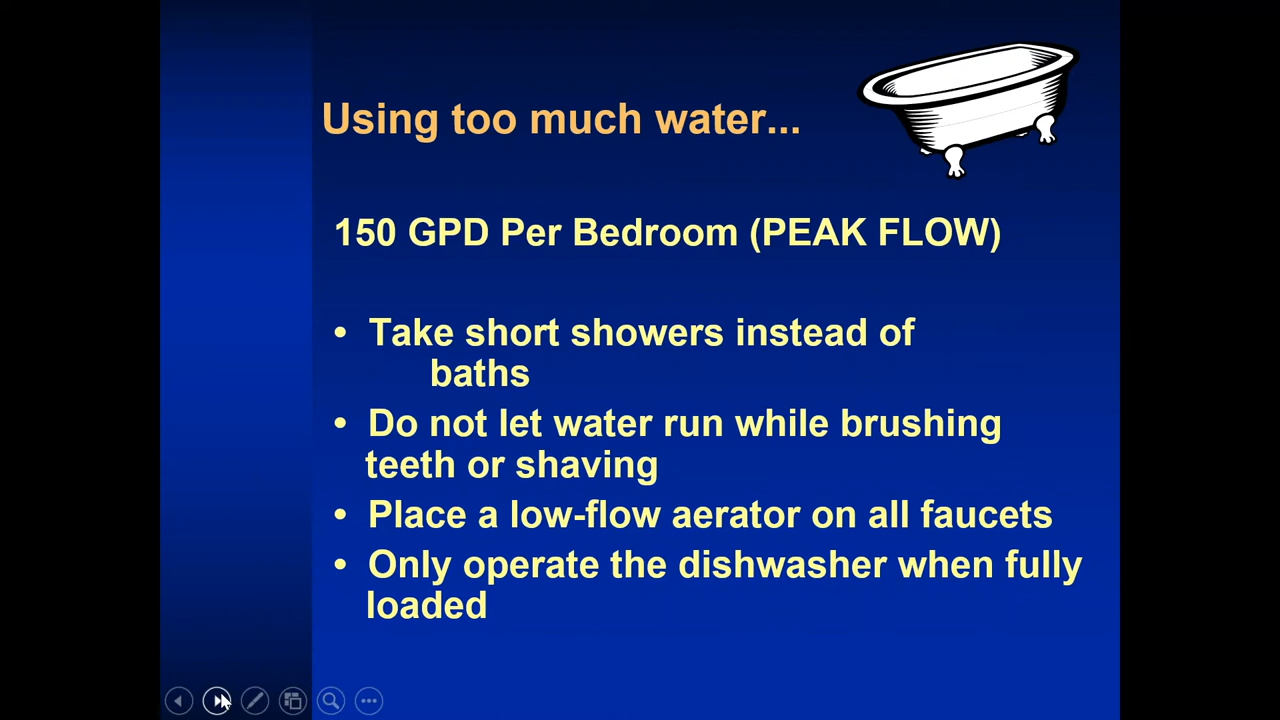 Using too much water...
150 GPD Per Bedroom (PEAK FLOW)
• Take short showers instead of
baths
• Do not let water run while brushing
teeth or shaving
• Place a low-flow aerator on all faucets
• Only operate the dishwasher when fully
loaded